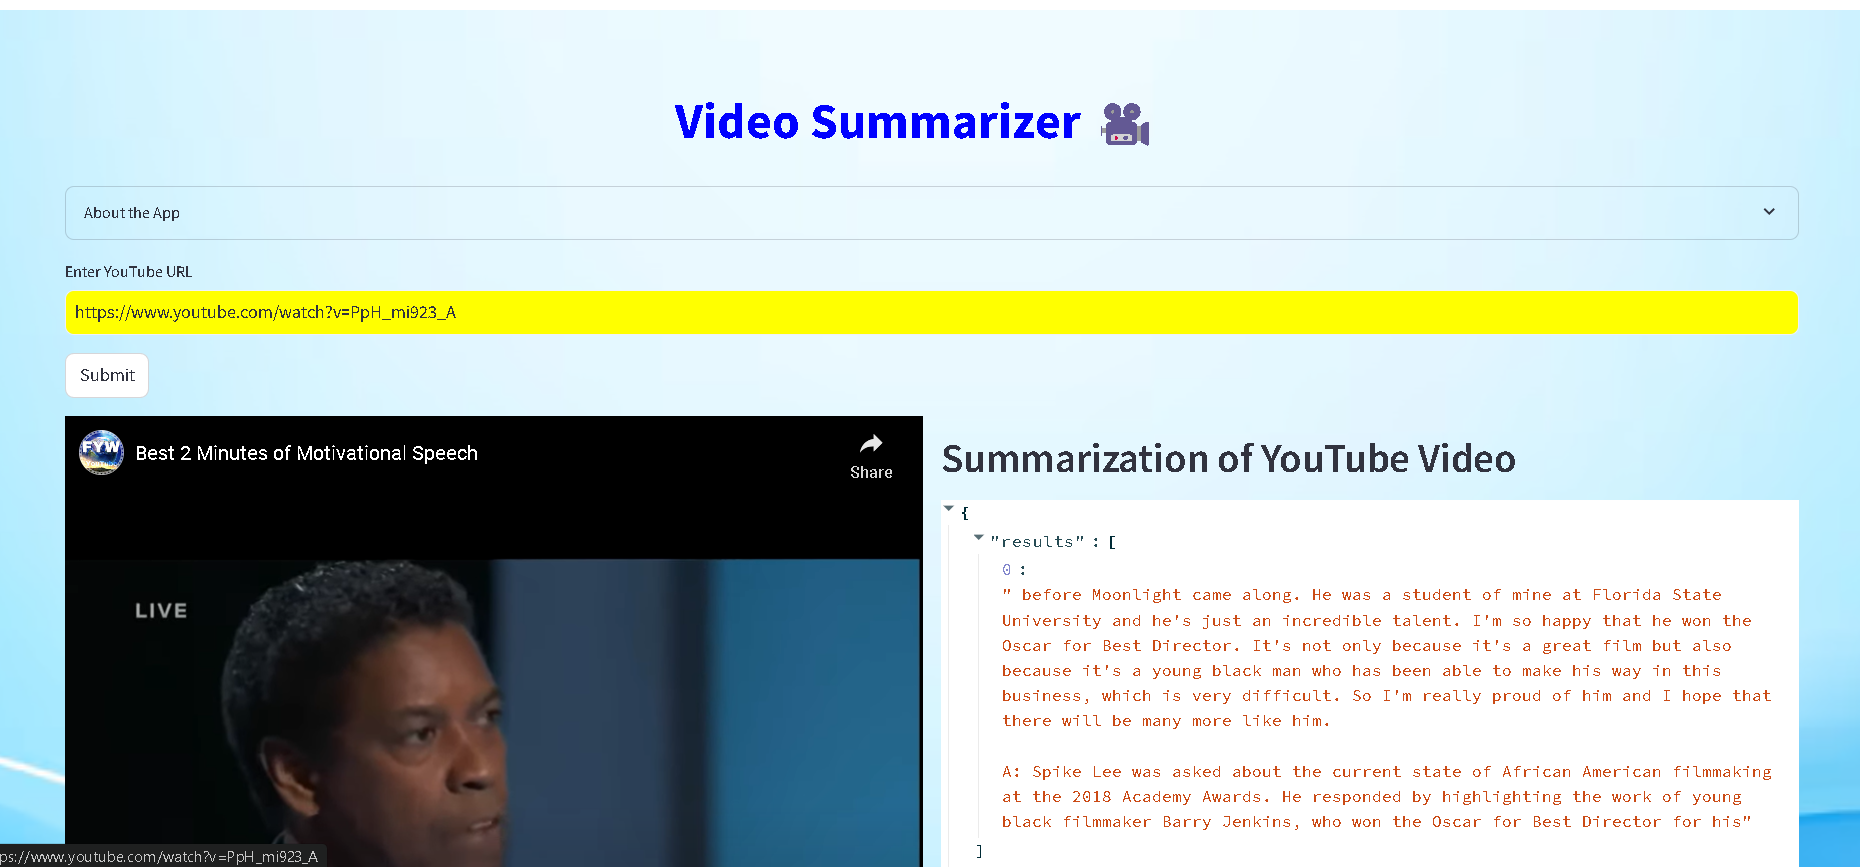 Video Summarizer
About the App
Enter YouTube URL
https://www.youtube.com/watch?v=PpH_mi923_A
Submit
FYW
Best 2 Minutes of Motivational Speech
Share
LIVE
Summarization of YouTube Video
{
"results" : [
0 :
" before Moonlight came along. He was a student of mine at Florida State
University and he's just an incredible talent. I'm so happy that he won the
Oscar for Best Director. It's not only because it's a great film but also
because it's a young black man who has been able to make his way in this
business, which is very difficult. So I'm really proud of him and I hope that
there will be many more like him.
A: Spike Lee was asked about the current state of African American filmmaking
at the 2018 Academy Awards. He responded by highlighting the work of young
black filmmaker Barry Jenkins, who won the Oscar for Best Director for his"
]
ps://www.youtube.com/watch?v=PpH_mi923_A